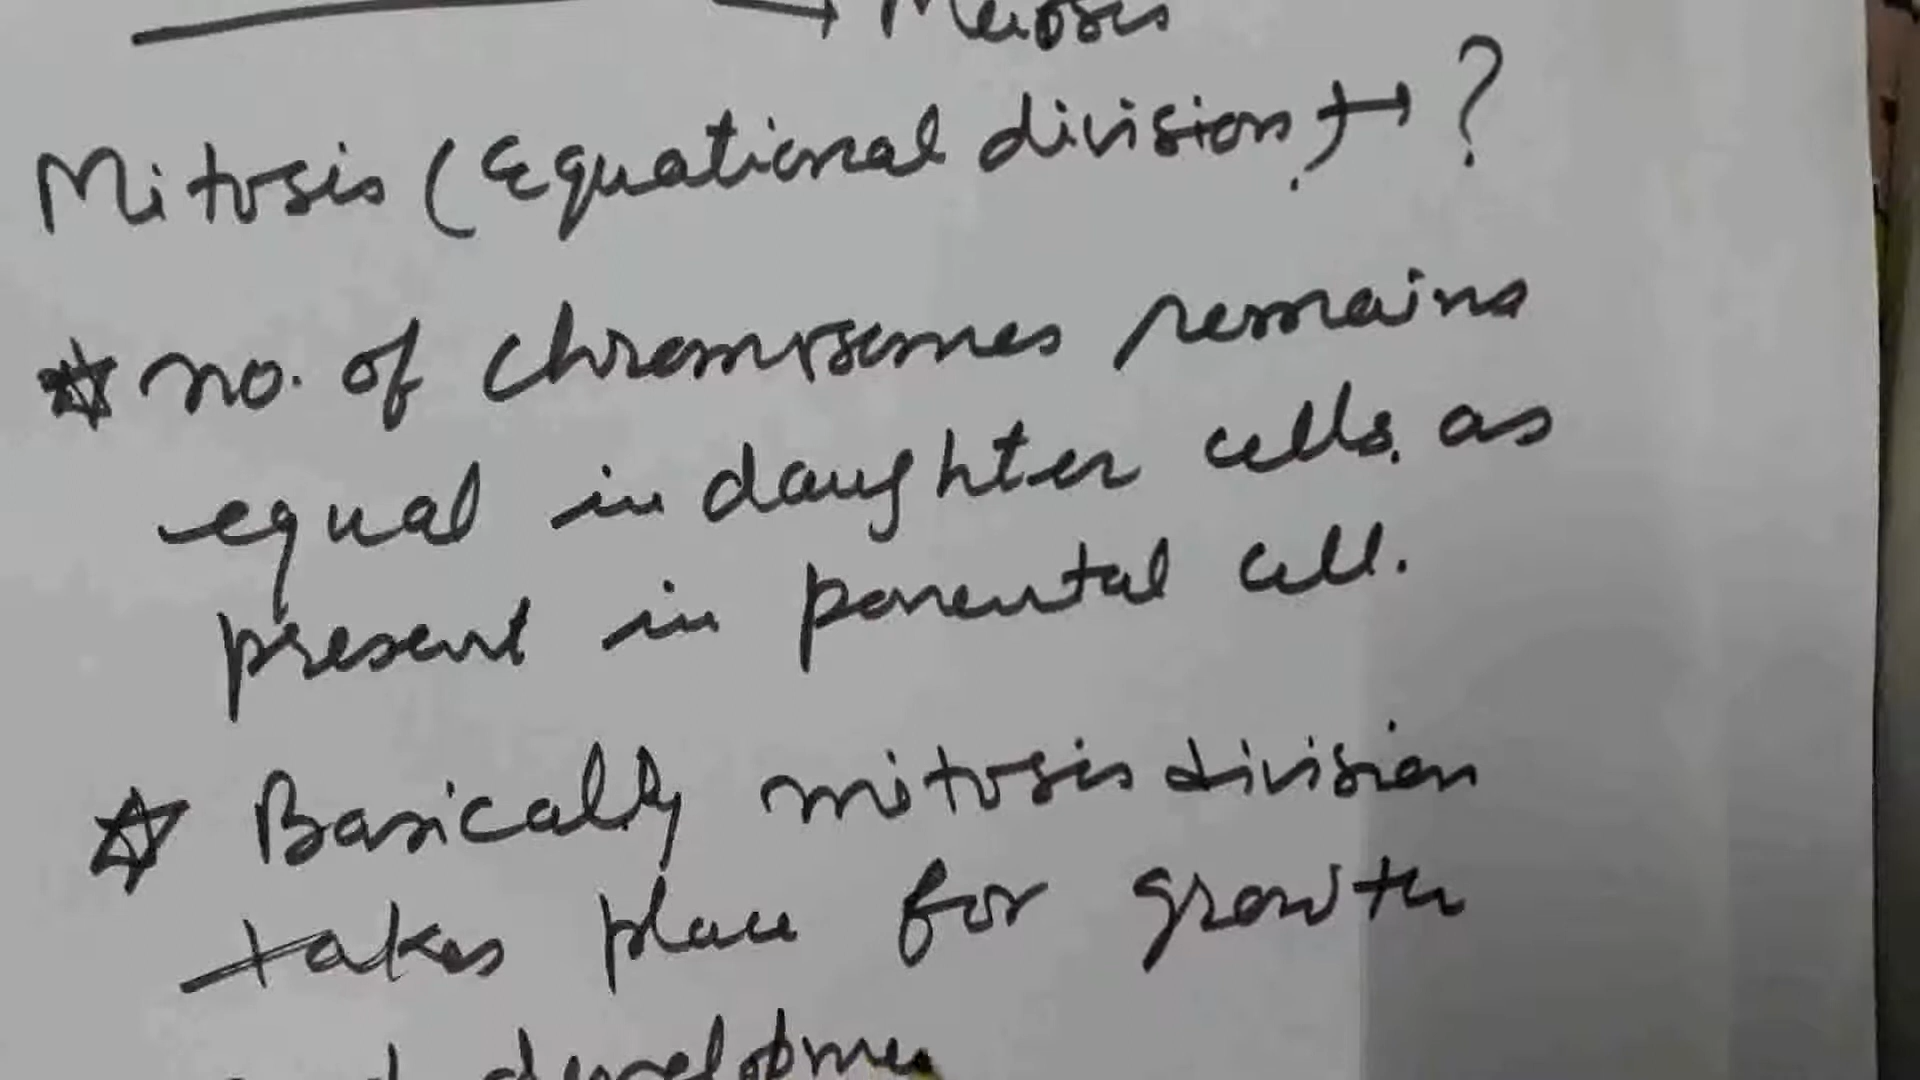 → Meiosis
Mitosis (Equational division) → ?
☆ no. of chromosomes remains
equal in daughter cells, as
present in parental cell.
☆ Basically mitosis division
takes place for growth